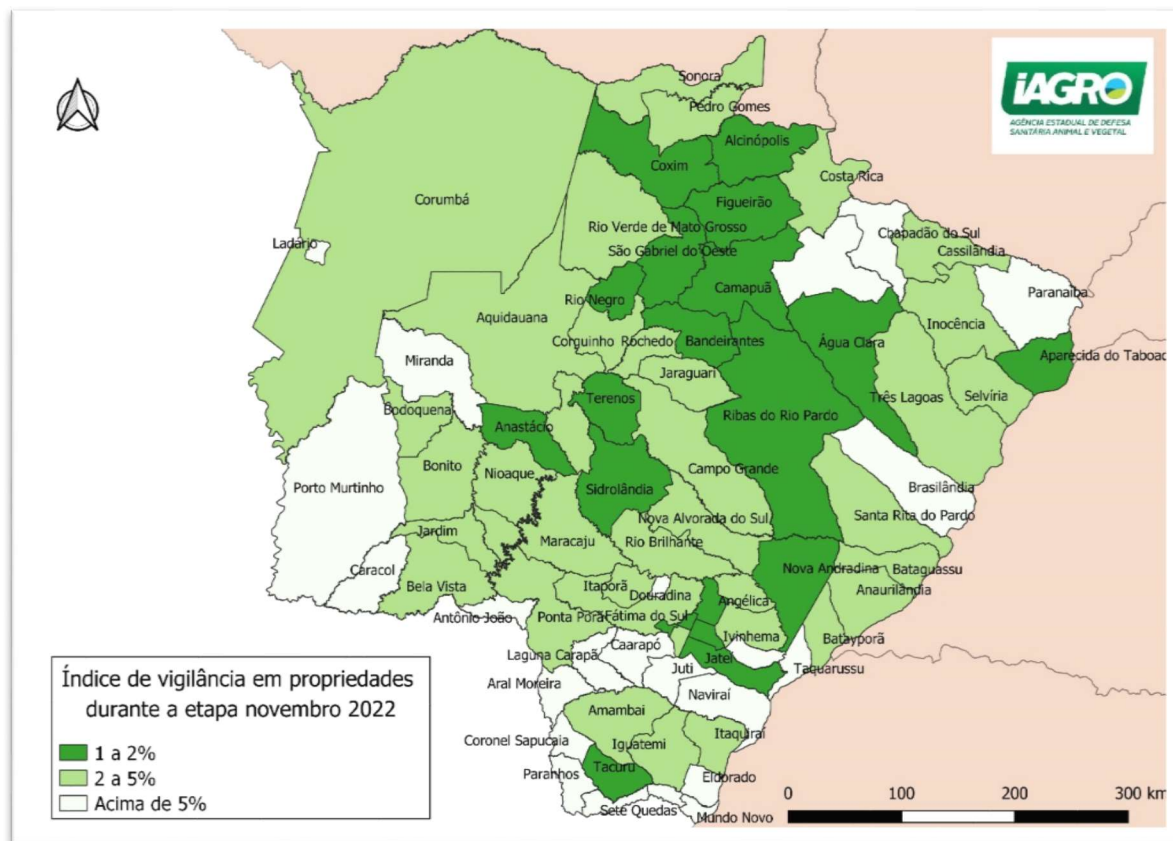 iAGRO
AGÊNCIA ESTADUAL DE DEFESA
SANITÁRIA ANIMAL E VEGETAL
Sonora
Pedro Gomes
Alcinópolis
Coxim
Costa Rica
Corumbá
Figueirão
Rio Verde de Mato Grosso
Chapadão do Sul
Ladário
São Gabriel do Oeste
Cassilândia
Camapuã
Paranaíba
Rio Negro
Aquidauana
Inocência
Corguinho
Rochedo
Bandeirantes
Água Clara
Aparecida do Taboad
Miranda
Jaraguari
Três Lagoas
Selvíria
Terenos
Bodoquena
Ribas do Rio Pardo
Anastácio
Bonito
Nioaque
Campo Grande
Porto Murtinho
Sidrolândia
Brasilândia
Nova Alvorada do Sul
Santa Rita do Pardo
Jardim
Maracaju
Rio Brilhante
Caracol
Nova Andradina
Bataguassu
Bela Vista
Itaporã
Douradina
Angélica
Anaurilândia
Antônio João
Ponta Porã
Fátima do Sul
Ivinhema
Batayporã
Caarapó
Laguna Carapã
Jateí
Juti
Taquarussu
Aral Moreira
Naviraí
Amambai
Itaquiraí
Coronel Sapucaia
Iguatemi
Tacuru
Paranhos
Eldorado
Sete Quedas
Mundo Novo
Índice de vigilância em propriedades
durante a etapa novembro 2022
1 a 2%
2 a 5%
Acima de 5%
0 100 200 300 km